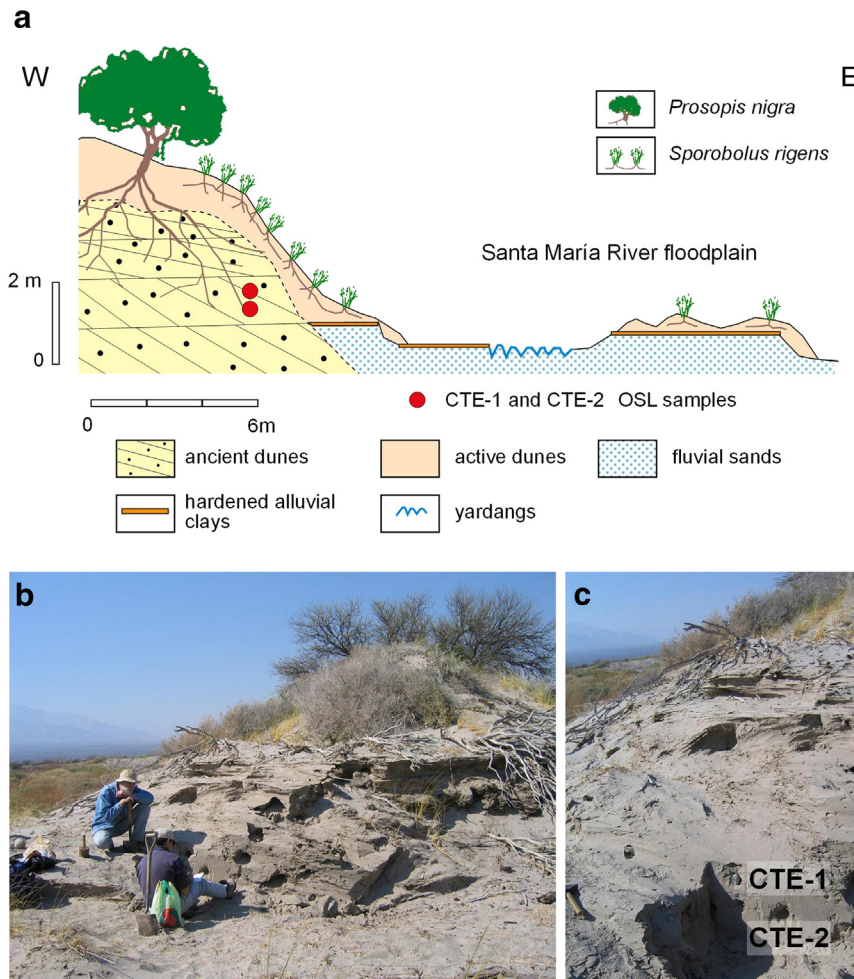 a
W
E
Prosopis nigra
Sporobolus rigens
Santa María River floodplain
2 m
0
CTE-1 and CTE-2 OSL samples
0 6m
ancient dunes
active dunes
fluvial sands
hardened alluvial
clays
yardangs
b
c
CTE-1
CTE-2